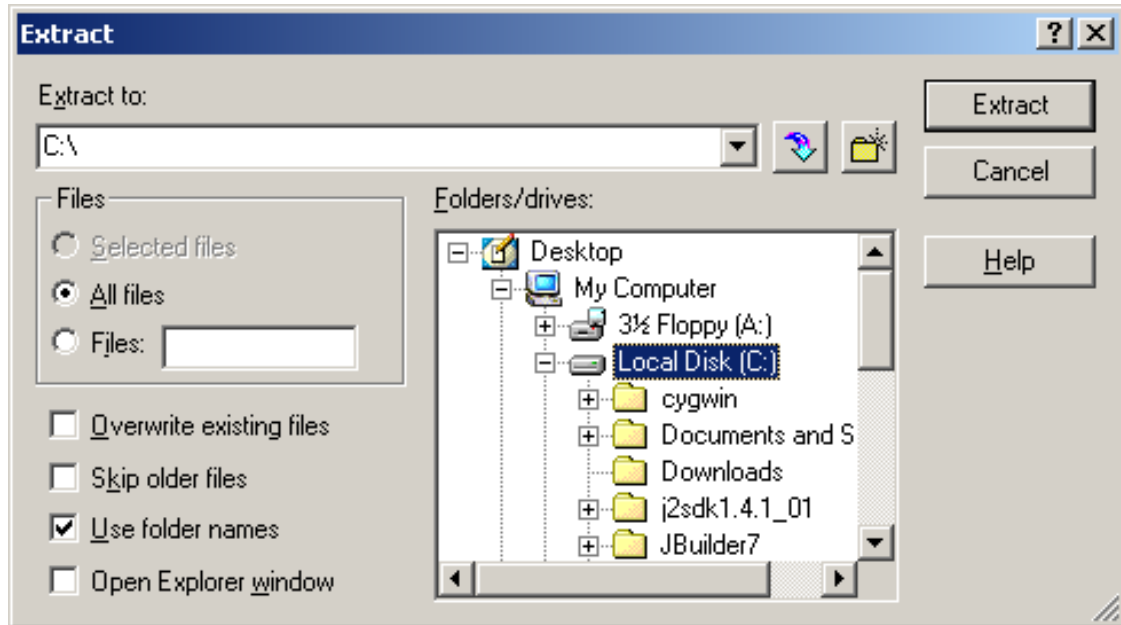 Extract
Extract to:
Extract
C:\
Cancel
Files
Folders/drives:
Selected files
All files
Files:
Help
Desktop
My Computer
3½ Floppy (A:)
Local Disk (C:)
cygwin
Documents and S
Downloads
j2sdk1.4.1_01
JBuilder7
Overwrite existing files
Skip older files
Use folder names
Open Explorer window